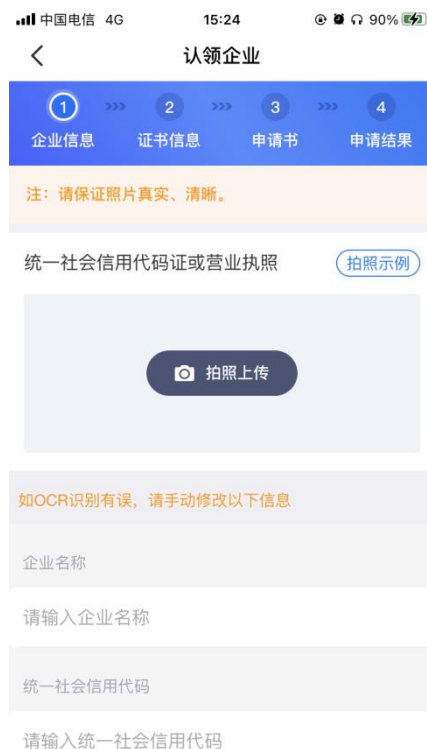 中国电信 4G 15:24 90%
认领企业
1 >>> 2 >>> 3 >>> 4
企业信息 证书信息 申请书 申请结果
注：请保证照片真实、清晰。
统一社会信用代码证或营业执照 拍照示例
拍照上传
如OCR识别有误，请手动修改以下信息
企业名称
请输入企业名称
统一社会信用代码
请输入统一社会信用代码